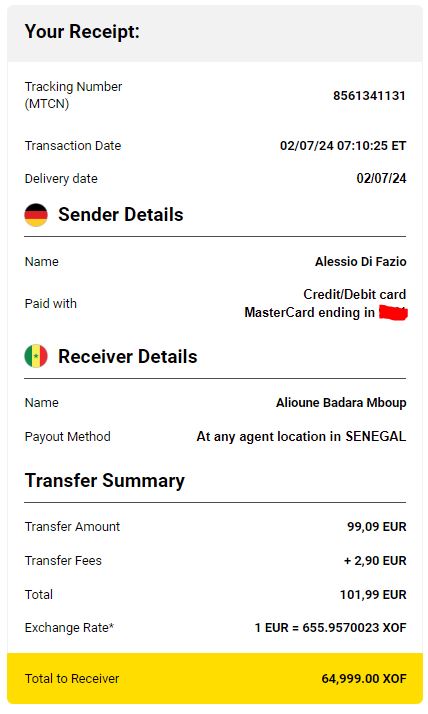 Your Receipt:
Tracking Number
(MTCN)
8561341131
Transaction Date
02/07/24 07:10:25 ET
Delivery date
02/07/24
Sender Details
Name
Alessio Di Fazio
Paid with
Credit/Debit card
MasterCard ending in
Receiver Details
Name
Alioune Badara Mboup
Payout Method
At any agent location in SENEGAL
Transfer Summary
Transfer Amount
99,09 EUR
Transfer Fees
+ 2,90 EUR
Total
101,99 EUR
Exchange Rate*
1 EUR = 655.9570023 XOF
Total to Receiver
64,999.00 XOF